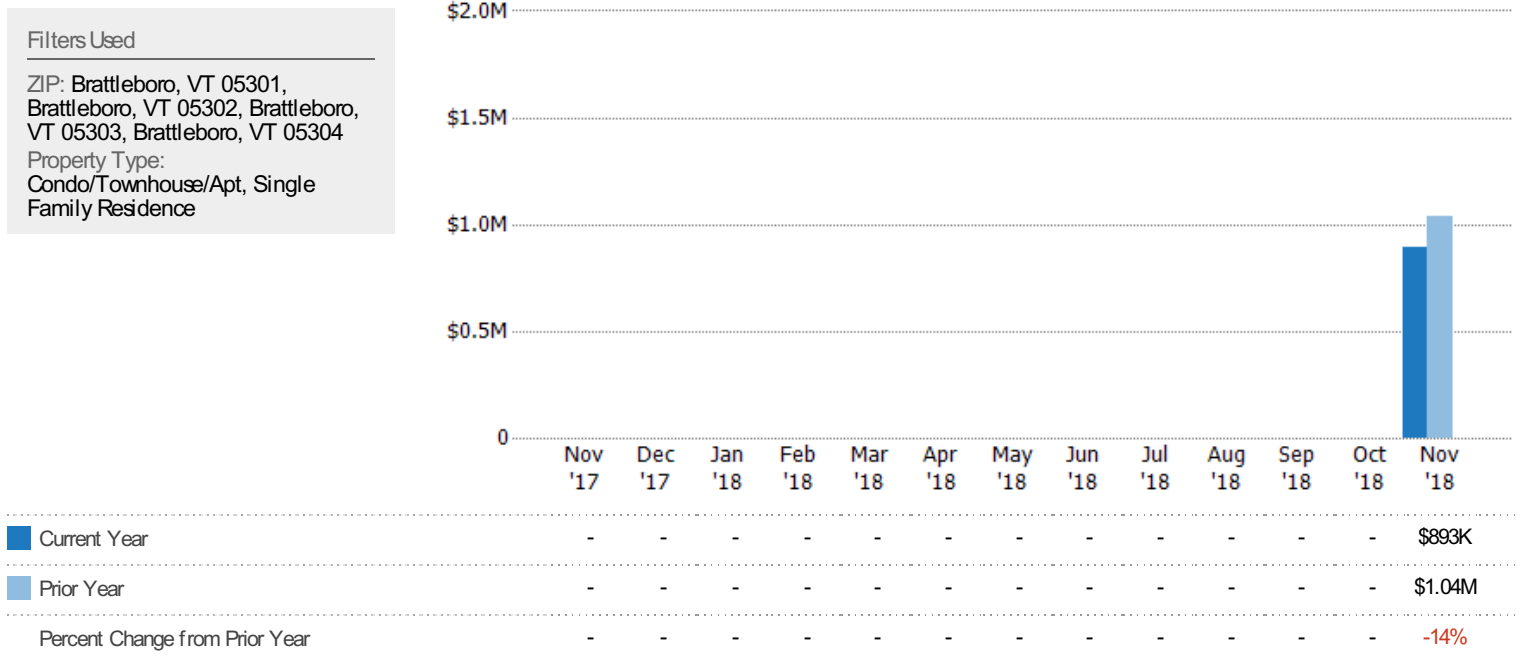 Filters Used
ZIP: Brattleboro, VT 05301,
Brattleboro, VT 05302, Brattleboro,
VT 05303, Brattleboro, VT 05304
Property Type:
Condo/Townhouse/Apt, Single
Family Residence
$2.0M
$1.5M
$1.0M
$0.5M
0
Nov Dec Jan Feb Mar Apr May Jun Jul Aug Sep Oct Nov
'17 '17 '18 '18 '18 '18 '18 '18 '18 '18 '18 '18 '18
Current Year - - - - - - - - - - - - $893K
Prior Year - - - - - - - - - - - - $1.04M
Percent Change from Prior Year - - - - - - - - - - - - -14%